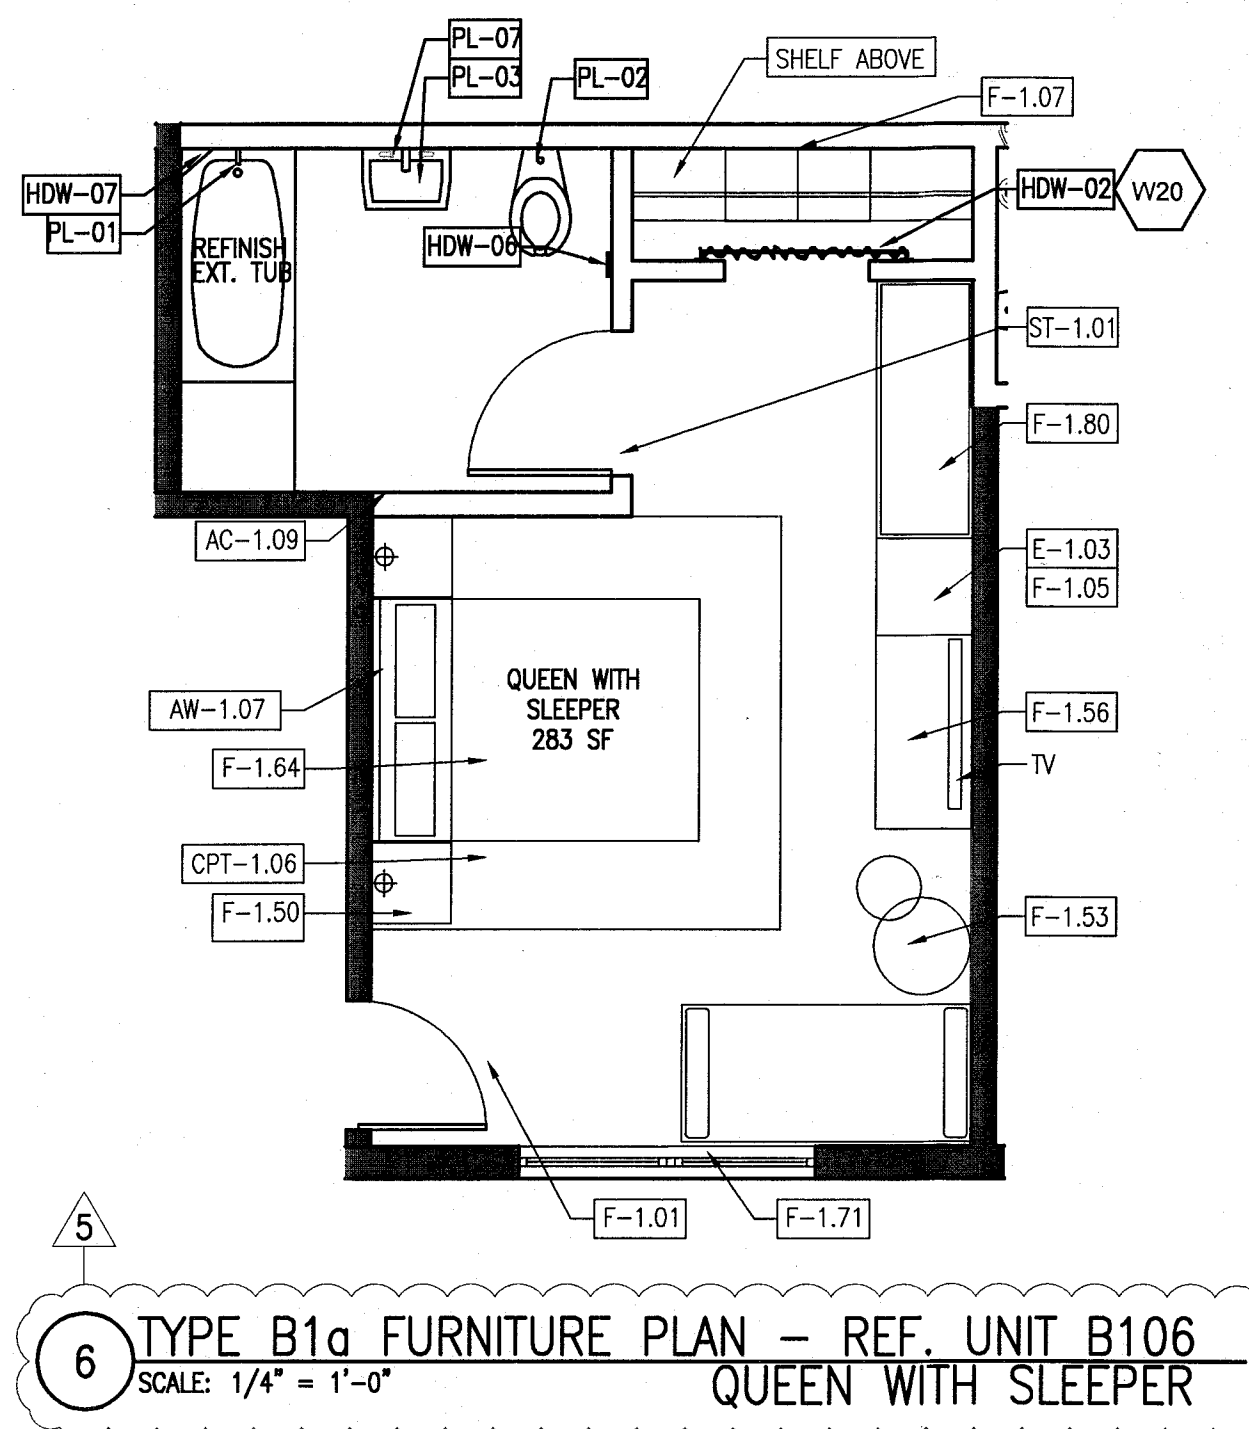 PL-07
PL-03
PL-02
SHELF ABOVE
F-1.07
HDW-07
PL-01
HDW-02
W20
REFINISH
EXT. TUB
HDW-06
ST-1.01
F-1.80
AC-1.09
E-1.03
F-1.05
QUEEN WITH
SLEEPER
283 SF
AW-1.07
F-1.56
F-1.64
TV
CPT-1.06
F-1.50
F-1.53
F-1.01
F-1.71
5
6
TYPE B1a FURNITURE PLAN - REF. UNIT B106
SCALE: 1/4" = 1'-0"
QUEEN WITH SLEEPER